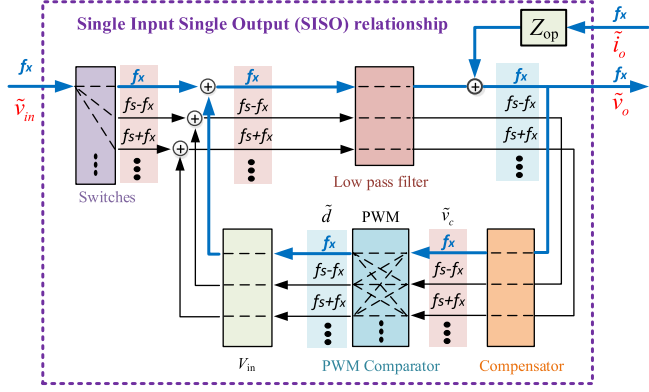 Single Input Single Output (SISO) relationship
Zop
fx
ĩo
fx
ṽin
fx
fs-fx
fs+fx
Switches
fx
fs-fx
fs+fx
Low pass filter
fx
fs-fx
fs+fx
fx
ṽo
d̃
PWM
ṽc
fx
fs-fx
fs+fx
fx
fs-fx
fs+fx
Vin
PWM Comparator
Compensator